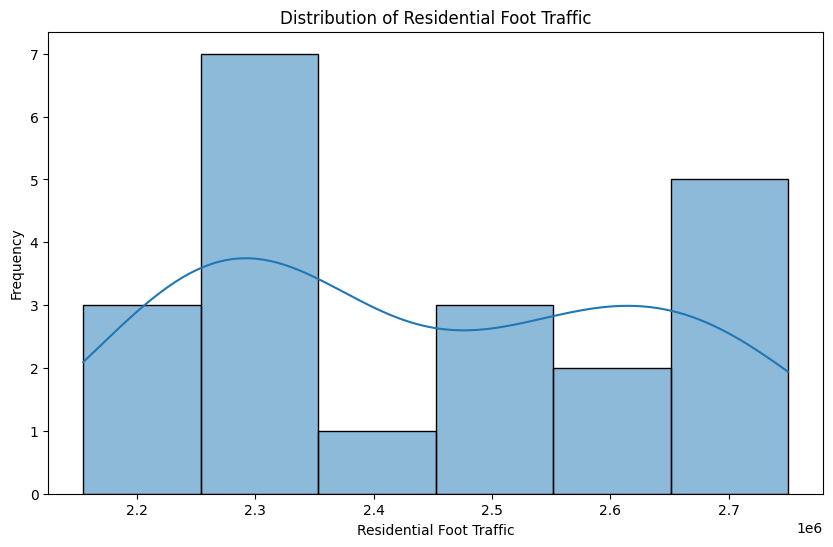 Distribution of Residential Foot Traffic
Frequency
7
6
5
4
3
2
1
0
2.2 2.3 2.4 2.5 2.6 2.7
1e6
Residential Foot Traffic